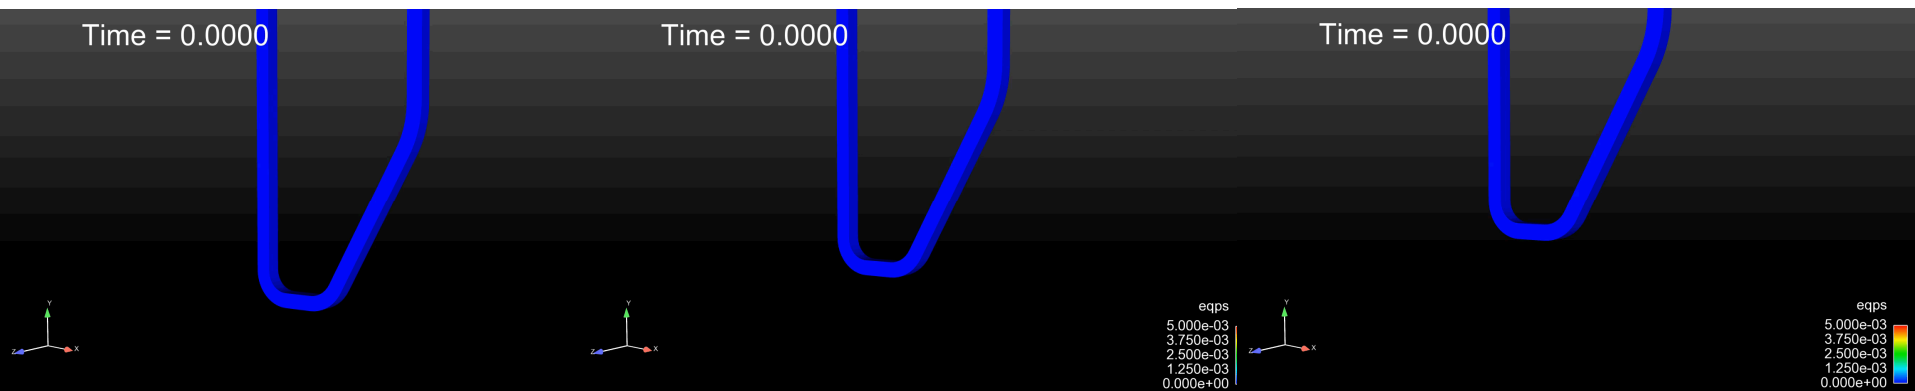 Time = 0.0000
Y
Z
X
Time = 0.0000
Y
Z
X
eqps
5.000e-03
3.750e-03
2.500e-03
1.250e-03
0.000e+00
Time = 0.0000
Y
Z
X
eqps
5.000e-03
3.750e-03
2.500e-03
1.250e-03
0.000e+00